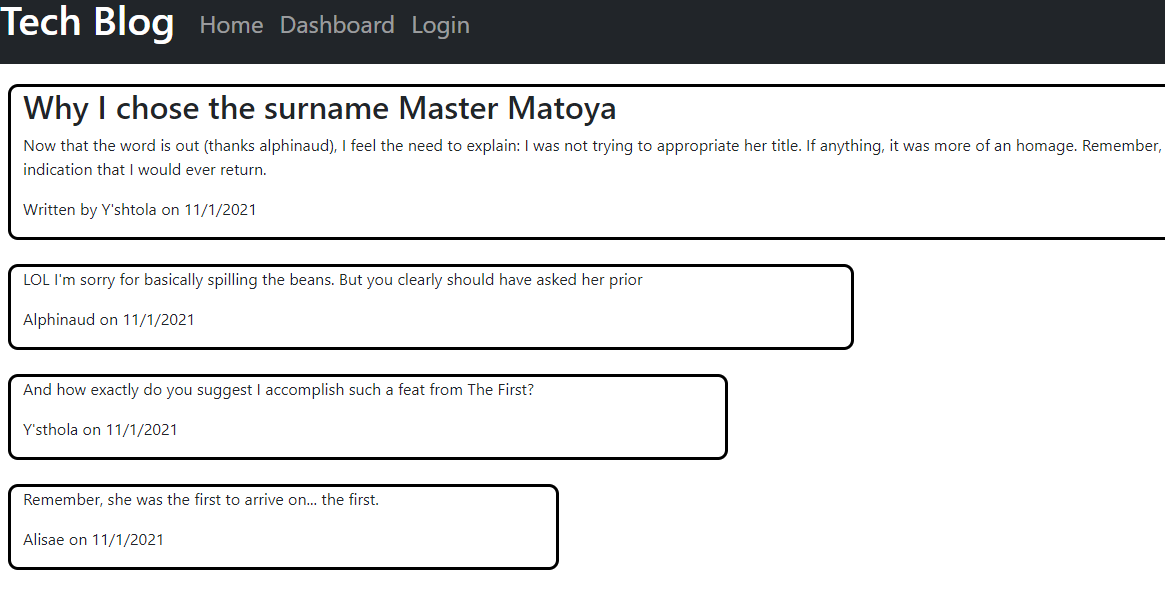 Tech Blog Home Dashboard Login
Why I chose the surname Master Matoya
Now that the word is out (thanks alphinaud), I feel the need to explain: I was not trying to appropriate her title. If anything, it was more of an homage. Remember,
indication that I would ever return.
Written by Y'shtola on 11/1/2021
LOL I'm sorry for basically spilling the beans. But you clearly should have asked her prior
Alphinaud on 11/1/2021
And how exactly do you suggest I accomplish such a feat from The First?
Y'sthola on 11/1/2021
Remember, she was the first to arrive on... the first.
Alisae on 11/1/2021